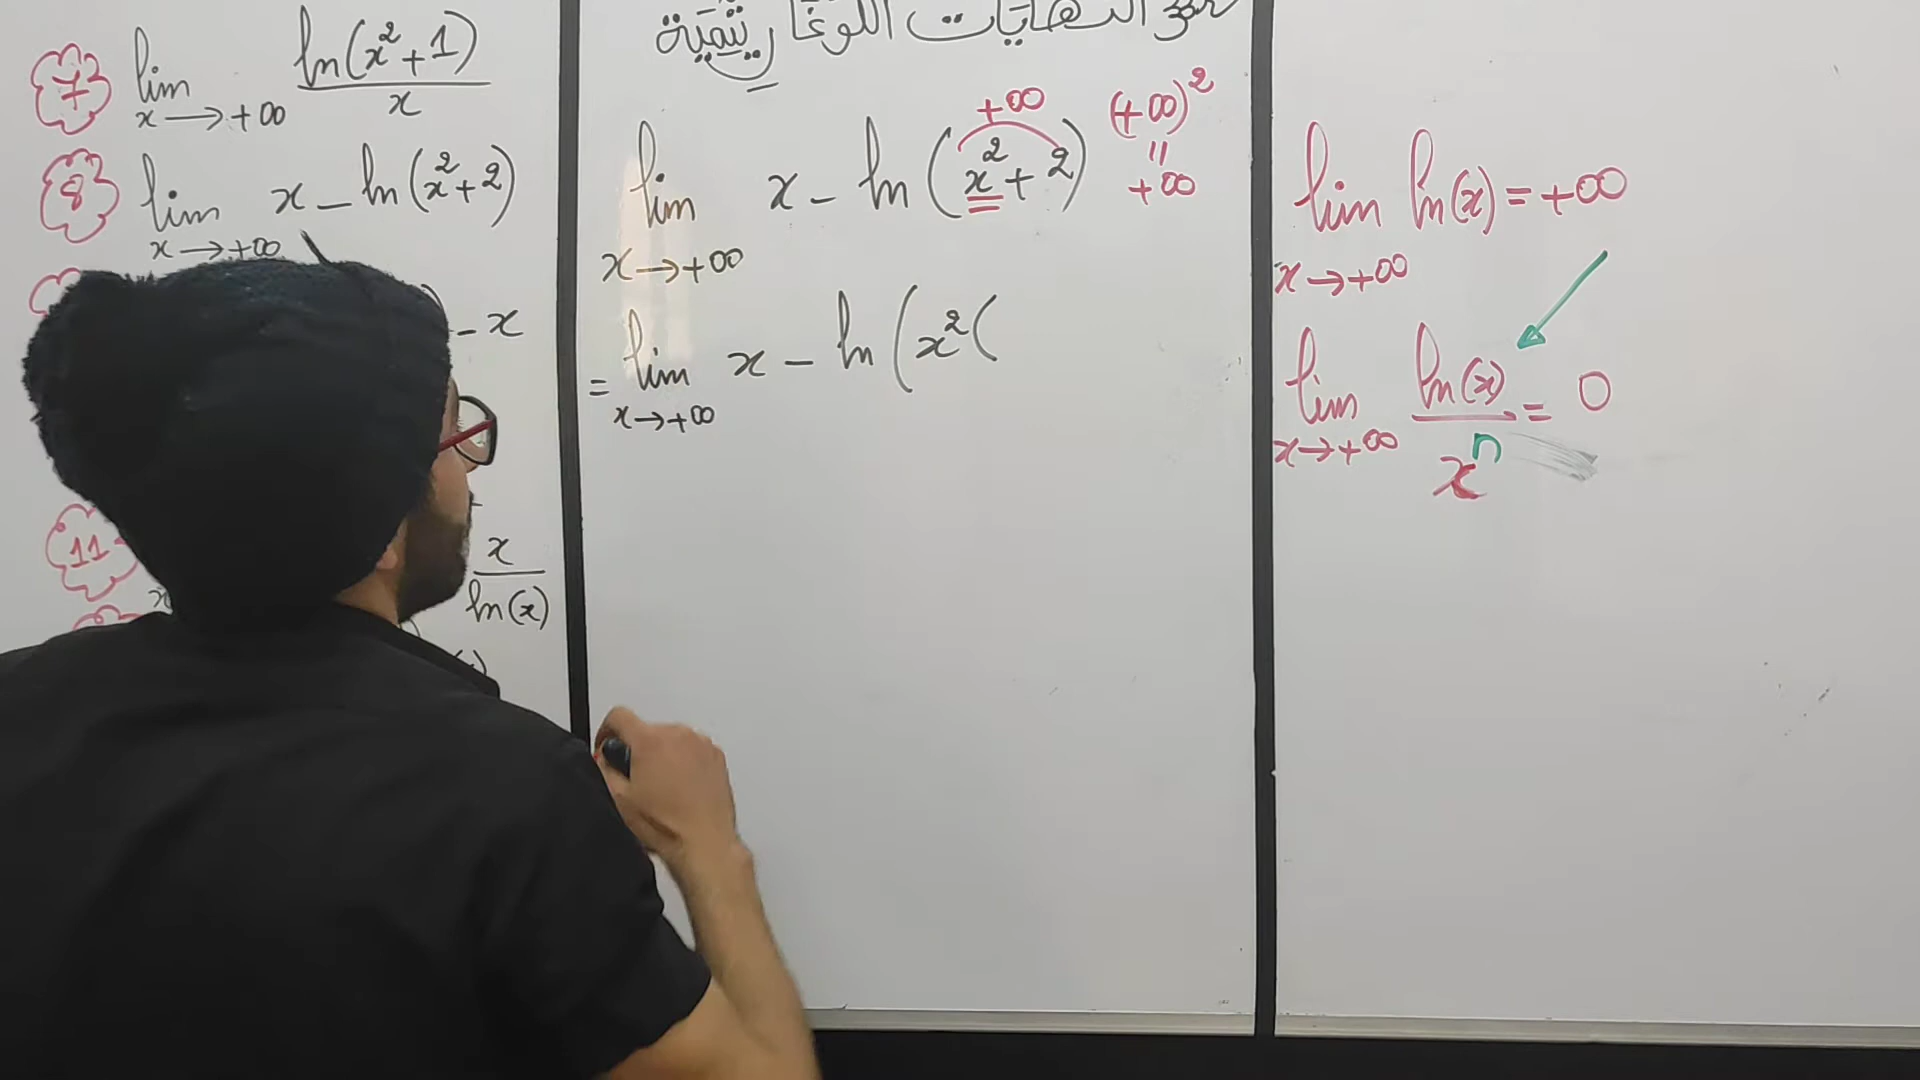 7 lim x→+∞ ln(x²+1)/x
8 lim x→+∞ x - ln(x²+2)
- x
11
x/ln(x)
النهايات اللوغاريتمية
+∞
(+∞)²
=
+∞
lim x→+∞ x - ln(x²+2)
= lim x→+∞ x - ln(x²(
lim x→+∞ ln(x) = +∞
lim x→+∞ ln(x)/xⁿ = 0